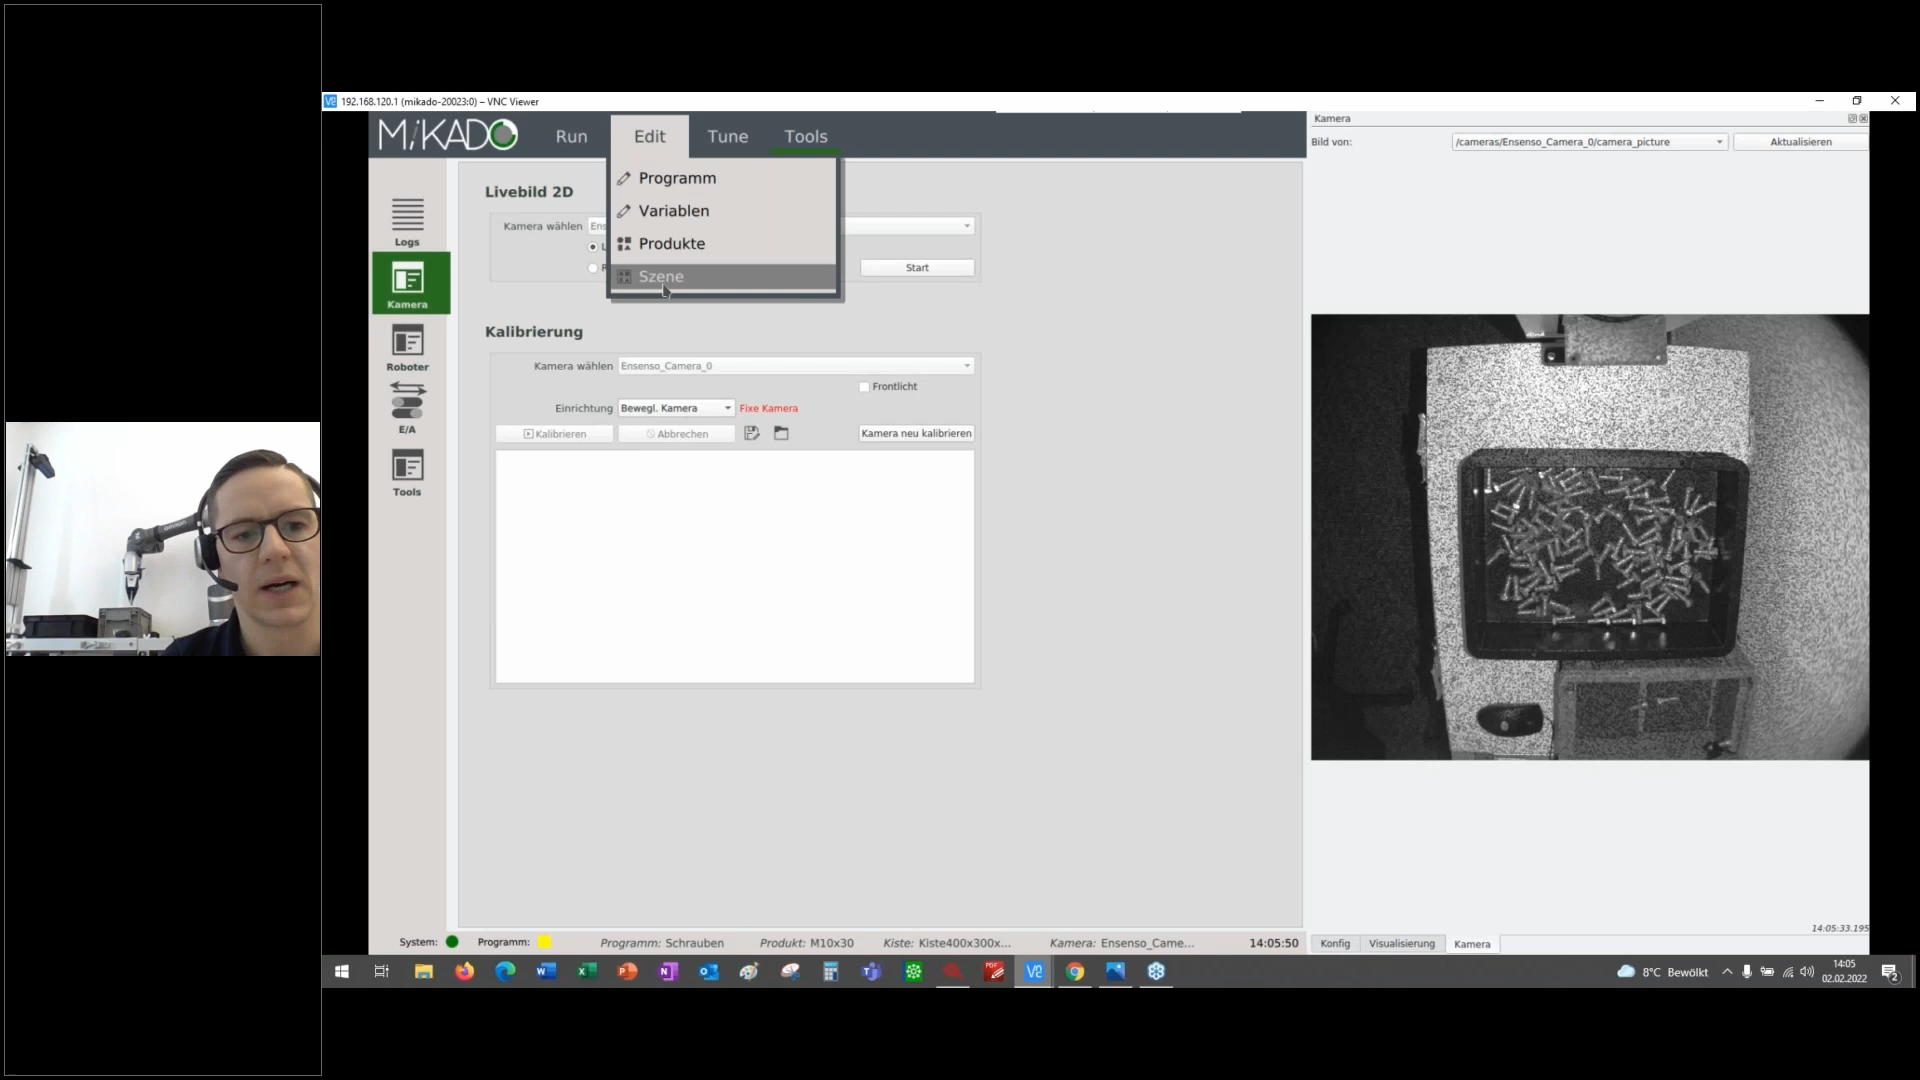 192.168.120.1 (mikado-20023:0) – VNC Viewer
MiKADO
Run
Edit
Tune
Tools
Programm
Variablen
Produkte
Szene
Logs
Kamera
Roboter
E/A
Tools
Livebild 2D
Kamera wählen
Ens
L
Start
Kalibrierung
Kamera wählen
Ensenso_Camera_0
Frontlicht
Einrichtung
Bewegl. Kamera
Fixe Kamera
Kalibrieren
Abbrechen
Kamera neu kalibrieren
Kamera
Bild von:
/cameras/Ensenso_Camera_0/camera_picture
Aktualisieren
14:05:33.195
Konfig
Visualisierung
Kamera
System:
Programm:
Programm: Schrauben
Produkt: M10x30
Kiste: Kiste400x300x...
Kamera: Ensenso_Came...
14:05:50
8°C Bewölkt
14:05
02.02.2022
2